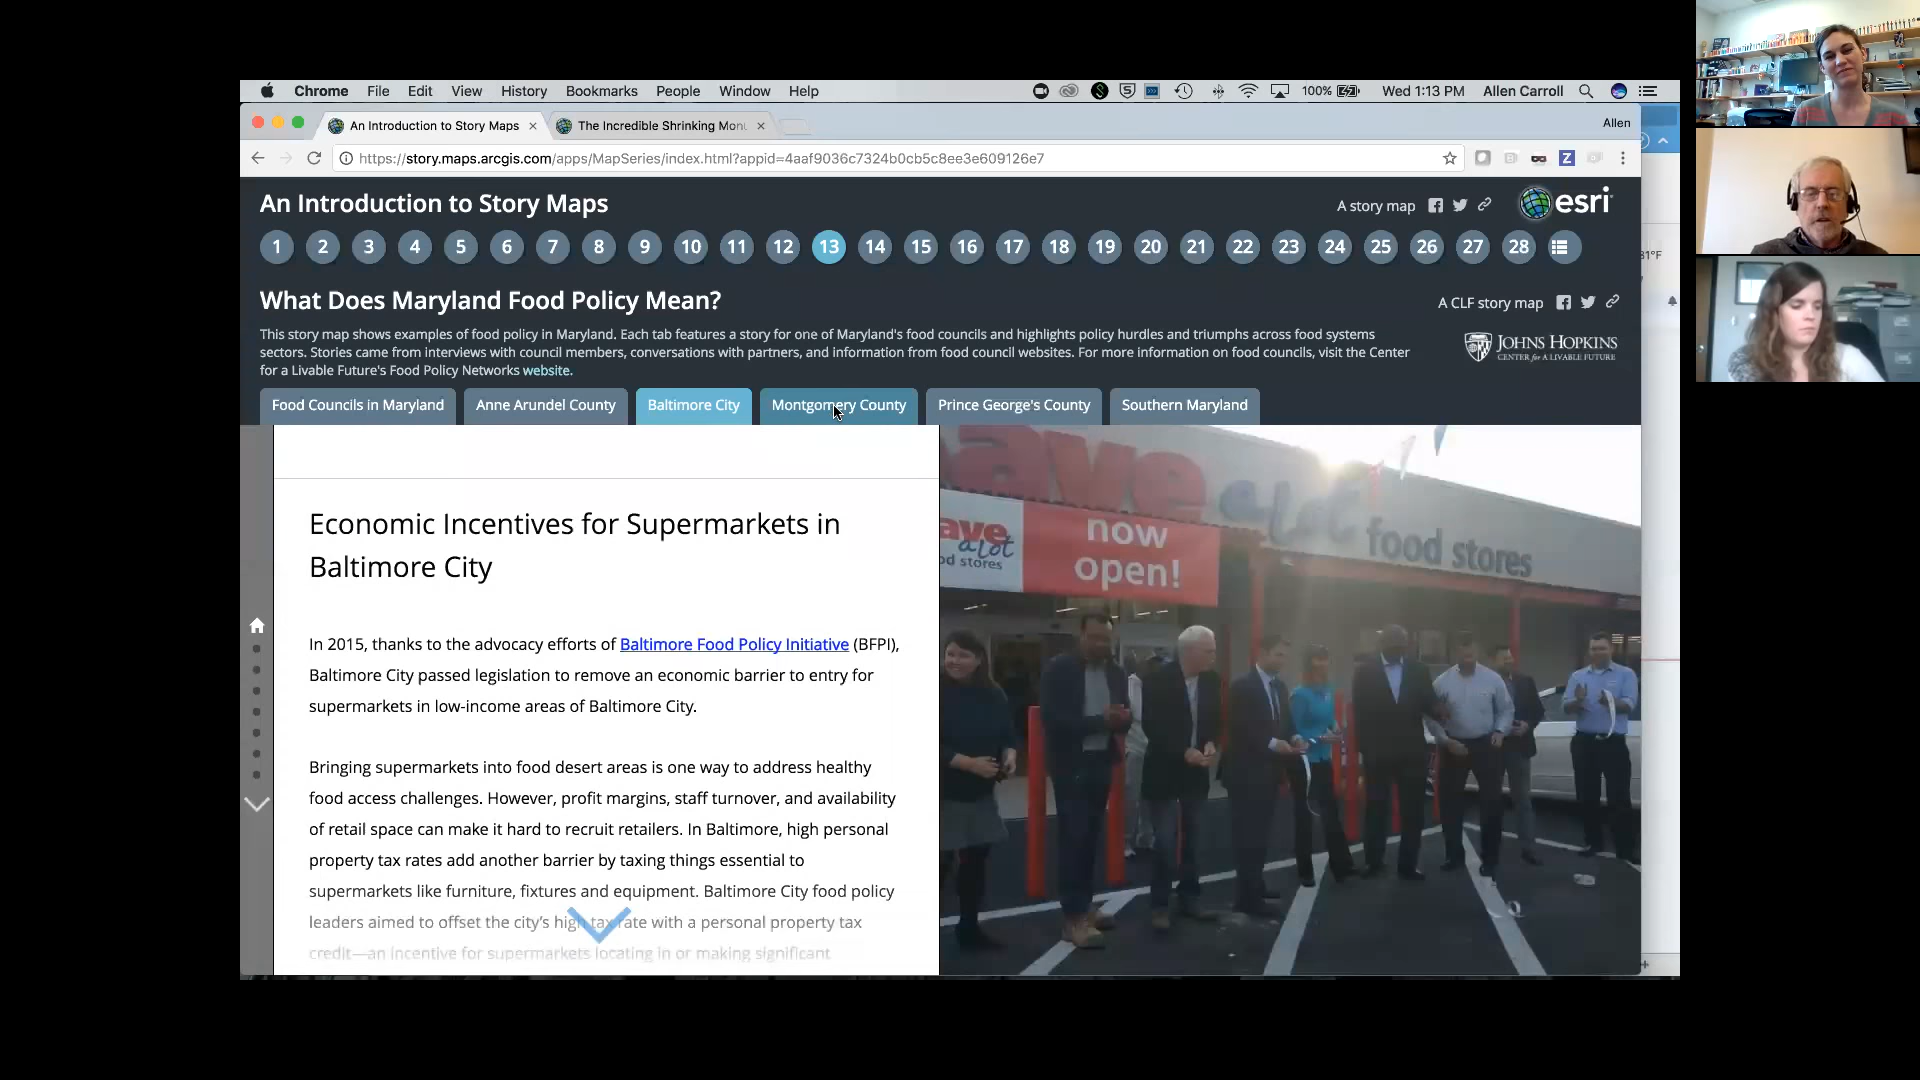 Chrome File Edit View History Bookmarks People Window Help 100% Wed 1:13 PM Allen Carroll
An Introduction to Story Maps The Incredible Shrinking
Allen
https://story.maps.arcgis.com/apps/MapSeries/index.html?appid=4aaf9036c7324b0cb5c8ee3e609126e7
An Introduction to Story Maps
A story map esri
1 2 3 4 5 6 7 8 9 10 11 12 13 14 15 16 17 18 19 20 21 22 23 24 25 26 27 28
What Does Maryland Food Policy Mean?
A CLF story map
This story map shows examples of food policy in Maryland. Each tab features a story for one of Maryland's food councils and highlights policy hurdles and triumphs across food systems
sectors. Stories came from interviews with council members, conversations with partners, and information from food council websites. For more information on food councils, visit the Center
for a Livable Future's Food Policy Networks website.
JOHNS HOPKINS
CENTER for a LIVABLE FUTURE
Food Councils in Maryland Anne Arundel County Baltimore City Montgomery County Prince George's County Southern Maryland
Economic Incentives for Supermarkets in
Baltimore City
In 2015, thanks to the advocacy efforts of Baltimore Food Policy Initiative (BFPI),
Baltimore City passed legislation to remove an economic barrier to entry for
supermarkets in low-income areas of Baltimore City.
Bringing supermarkets into food desert areas is one way to address healthy
food access challenges. However, profit margins, staff turnover, and availability
of retail space can make it hard to recruit retailers. In Baltimore, high personal
property tax rates add another barrier by taxing things essential to
supermarkets like furniture, fixtures and equipment. Baltimore City food policy
leaders aimed to offset the city's high tax rate with a personal property tax
credit—an incentive for supermarkets locating in or making significant
ave a lot food stores
ave
a lot
od stores
now
open!